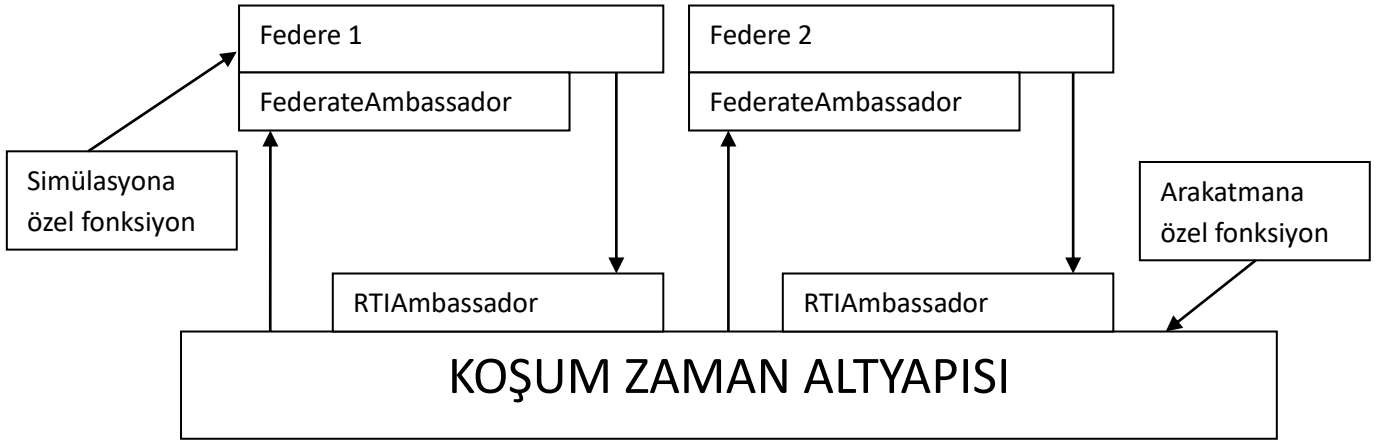 Federe 1
Federe 2
FederateAmbassador
FederateAmbassador
Simülasyona
özel fonksiyon
Arakatmana
özel fonksiyon
RTIAmbassador
RTIAmbassador
KOŞUM ZAMAN ALTYAPISI